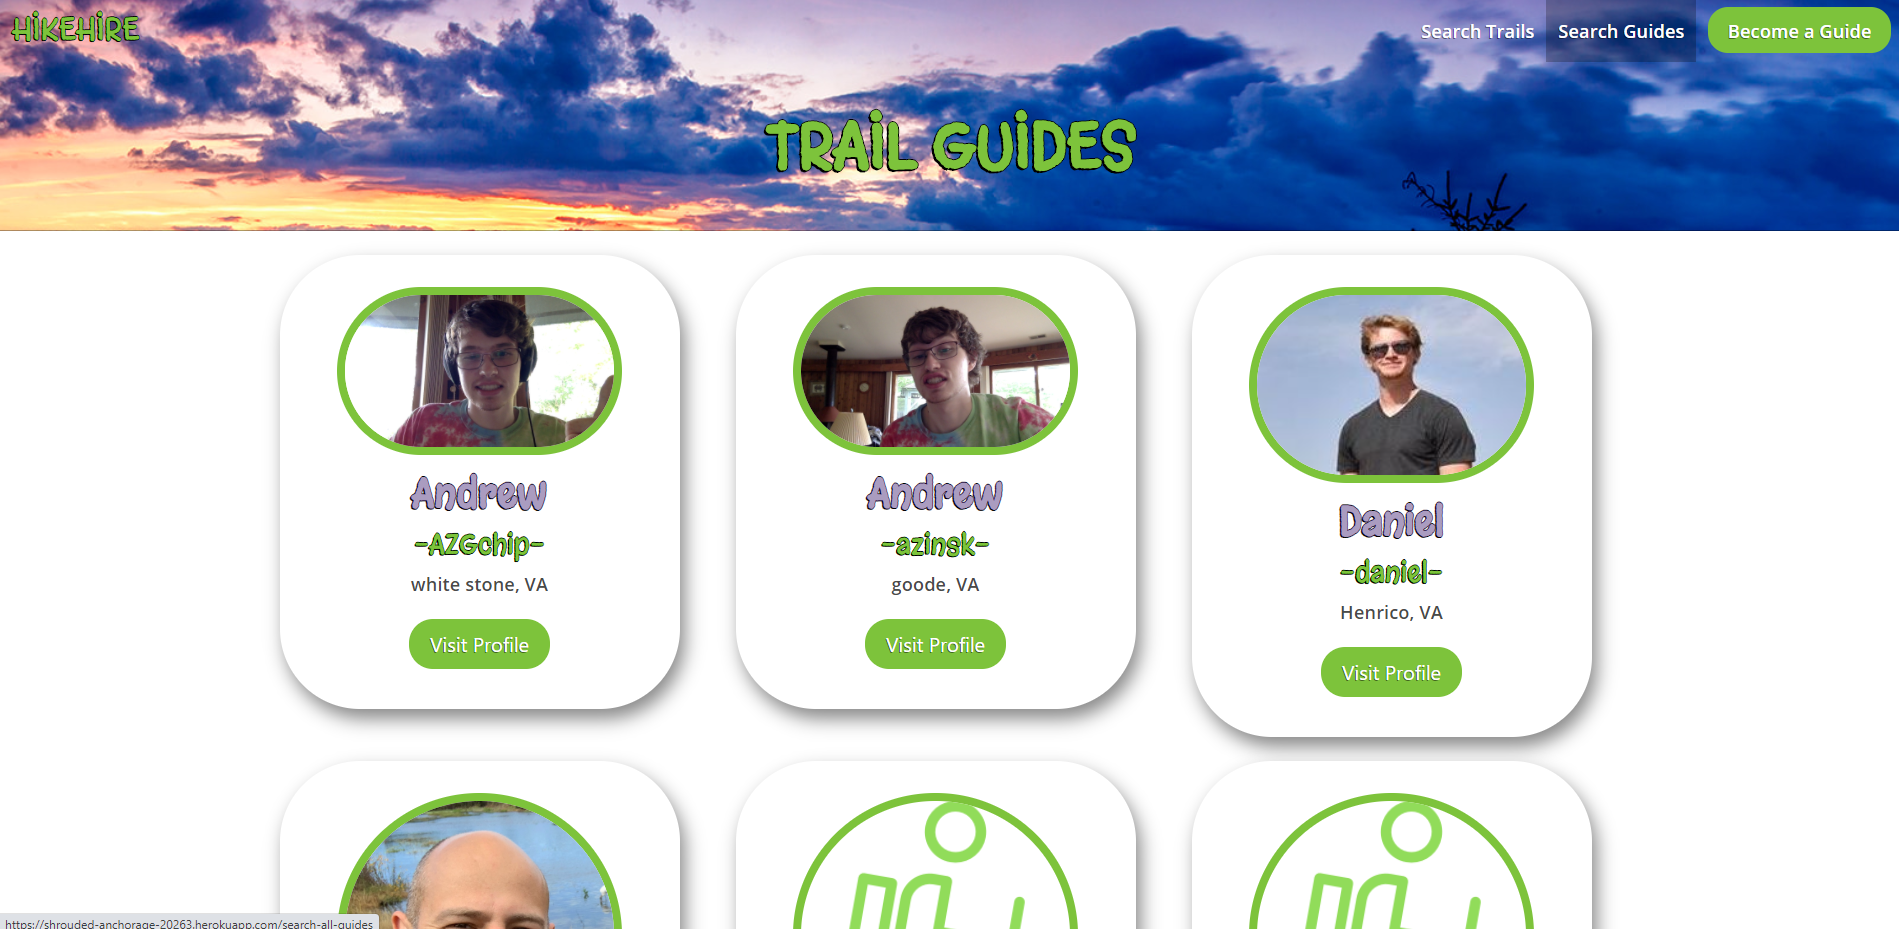 HiKEHiRE
Search Trails
Search Guides
Become a Guide
TRAiL GUiDES
Andrew
-AZGchip-
white stone, VA
Visit Profile
Andrew
-azinsk-
goode, VA
Visit Profile
Daniel
-daniel-
Henrico, VA
Visit Profile
https://shrouded-anchorage-20263.herokuapp.com/search-all-guides